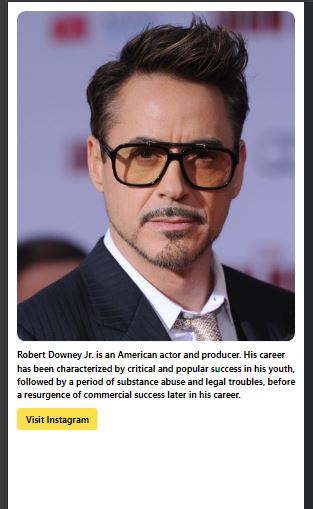 Robert Downey Jr. is an American actor and producer. His career
has been characterized by critical and popular success in his youth,
followed by a period of substance abuse and legal troubles, before
a resurgence of commercial success later in his career.
Visit Instagram